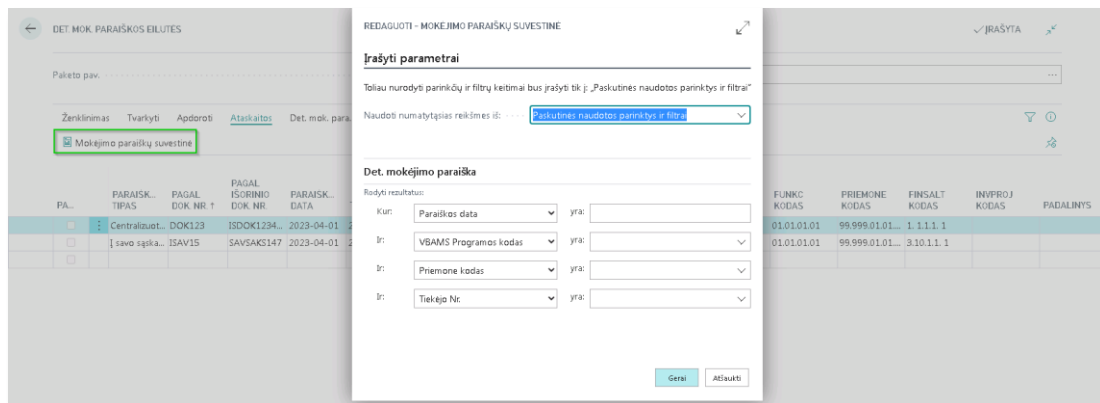 DET. MOK. PARAIŠKOS EILUTĖS
ĮRAŠYTA
Paketo pav.
Ženklinimas Tvarkyti Apdoroti Ataskaitos Det. mok. para.
Mokėjimo paraiškų suvestinė
PA... PARAIŠK... TIPAS PAGAL DOK. NR. ↑ PAGAL IŠORINIO DOK. NR. PARAIŠK... DATA FUNKC KODAS PRIEMONE KODAS FINSALT KODAS INVPROJ KODAS PADALINYS
Centralizuot... DOK123 ISDOK1234... 2023-04-01 01.01.01.01 99.999.01.01... 1. 1.1.1. 1
Į savo sąska... ISAV15 SAVSAKS147 2023-04-01 01.01.01.01 99.999.01.01... 3.10.1.1. 1
REDAGUOTI - MOKĖJIMO PARAIŠKŲ SUVESTINĖ
Įrašyti parametrai
Toliau nurodyti parinkčių ir filtrų keitimai bus įrašyti tik į: „Paskutinės naudotos parinktys ir filtrai“
Naudoti numatytąsias reikšmes iš: Paskutinės naudotos parinktys ir filtrai
Det. mokėjimo paraiška
Rodyti rezultatus:
Kur: Paraiškos data yra:
Ir: VBAMS Programos kodas yra:
Ir: Priemone kodas yra:
Ir: Tiekėjo Nr. yra:
Gerai Atšaukti